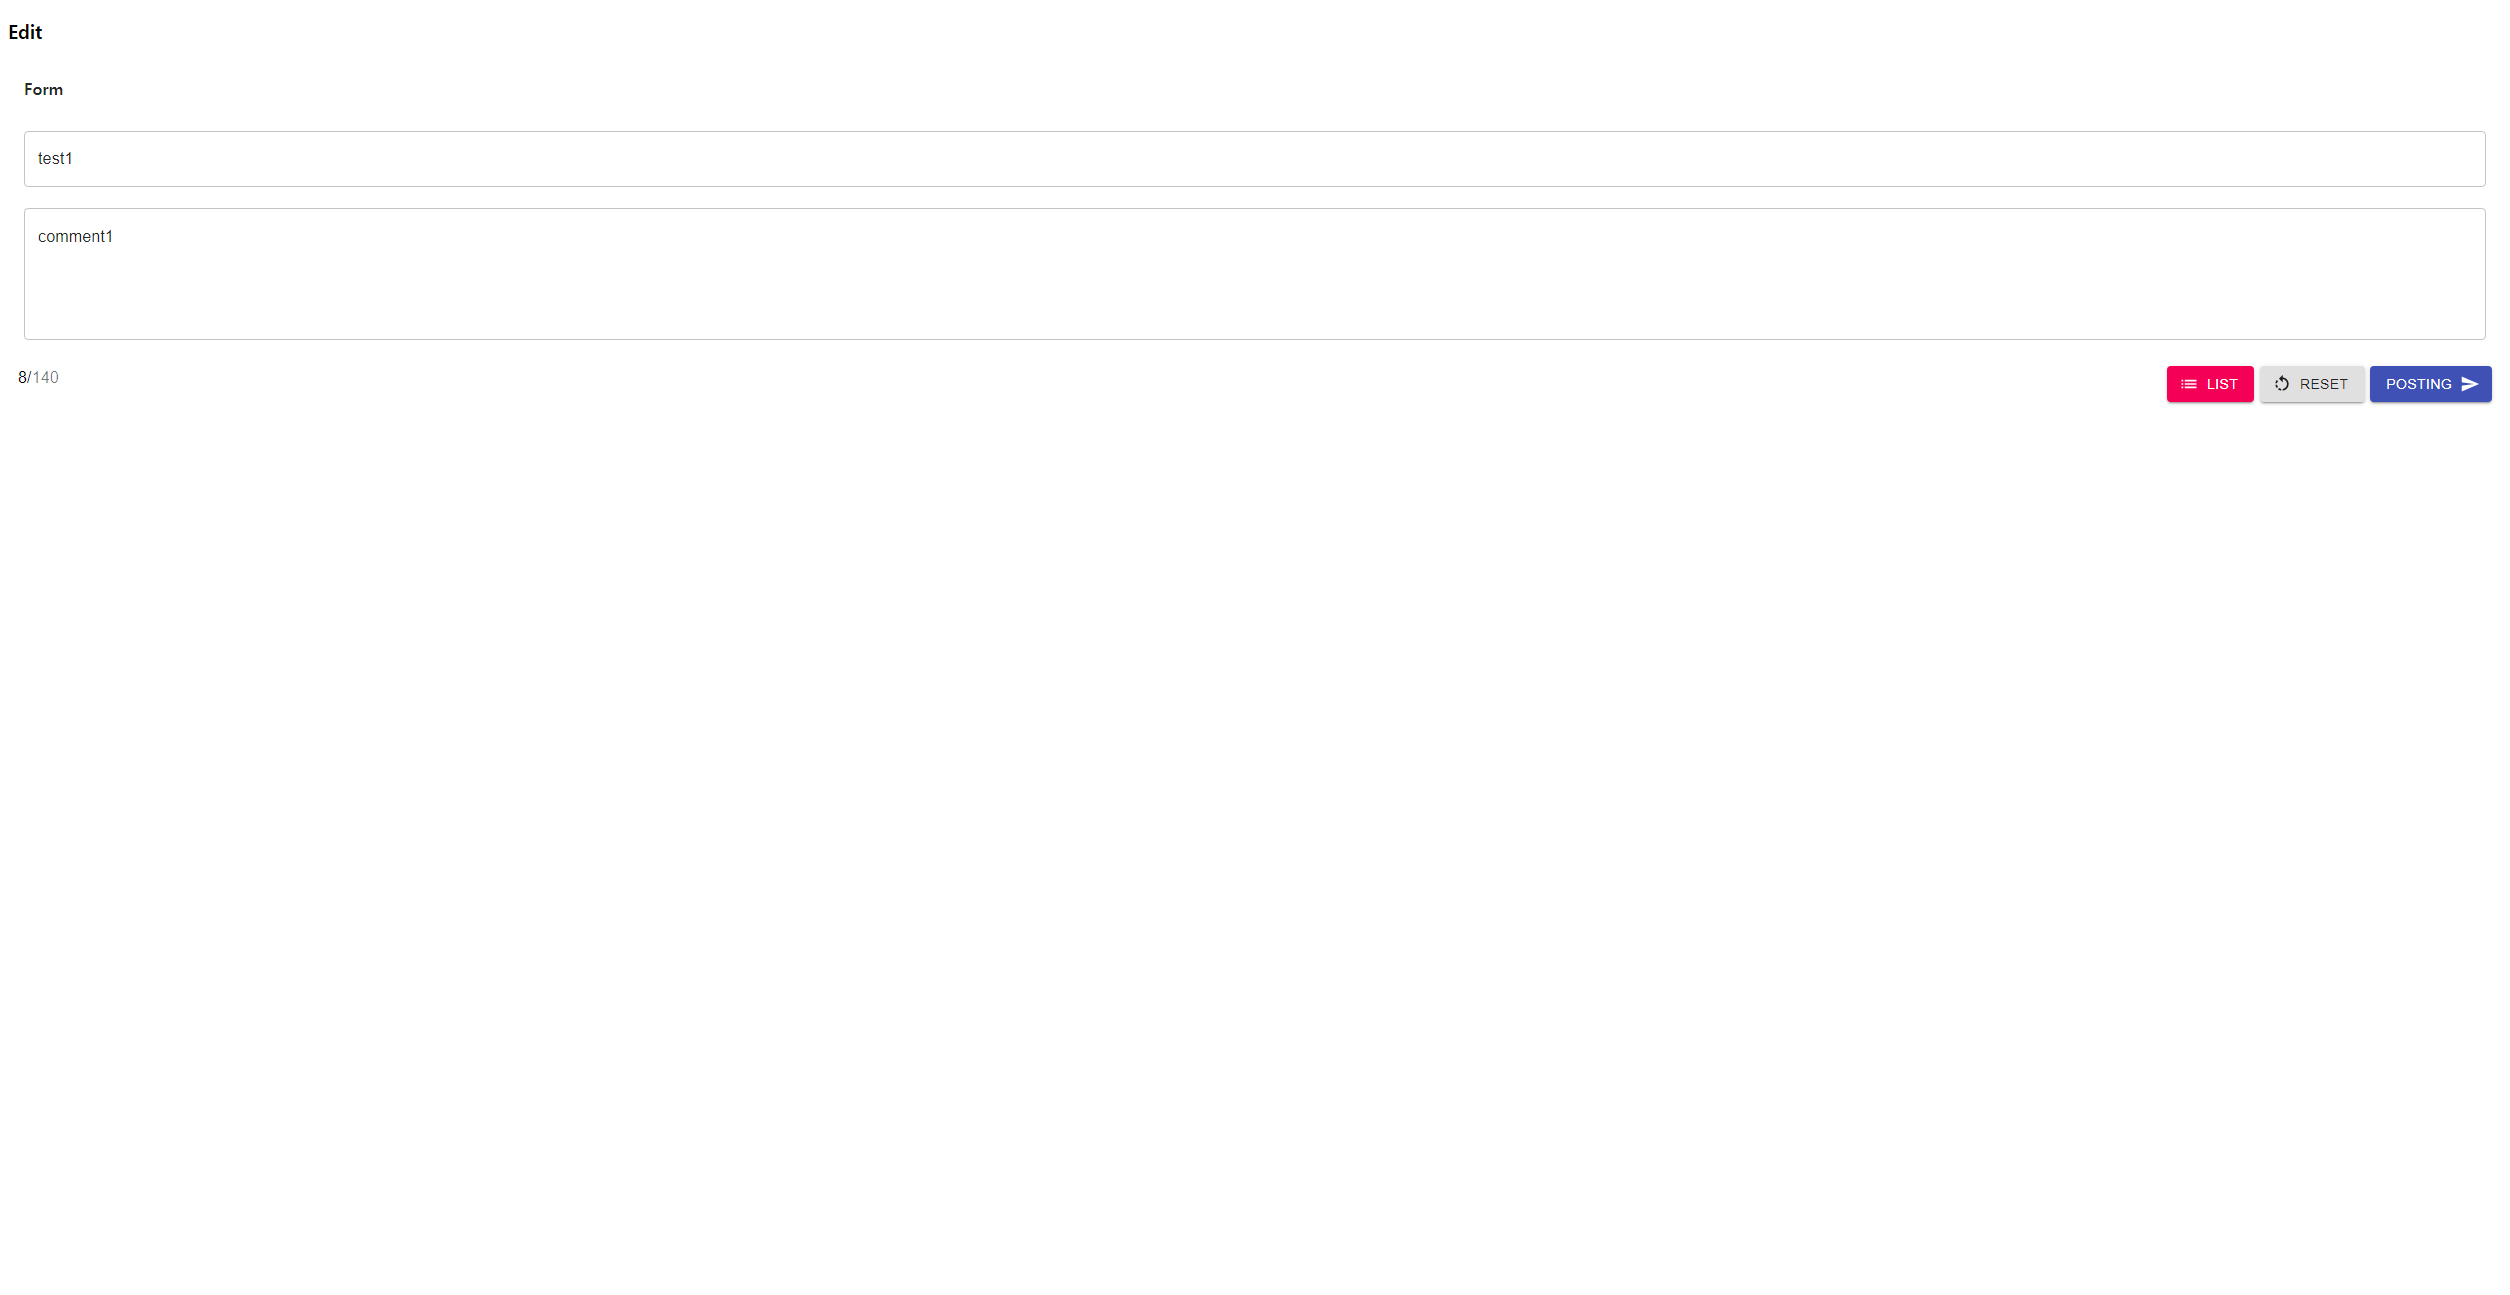 Edit
Form
test1
comment1
8/140
LIST
RESET
POSTING